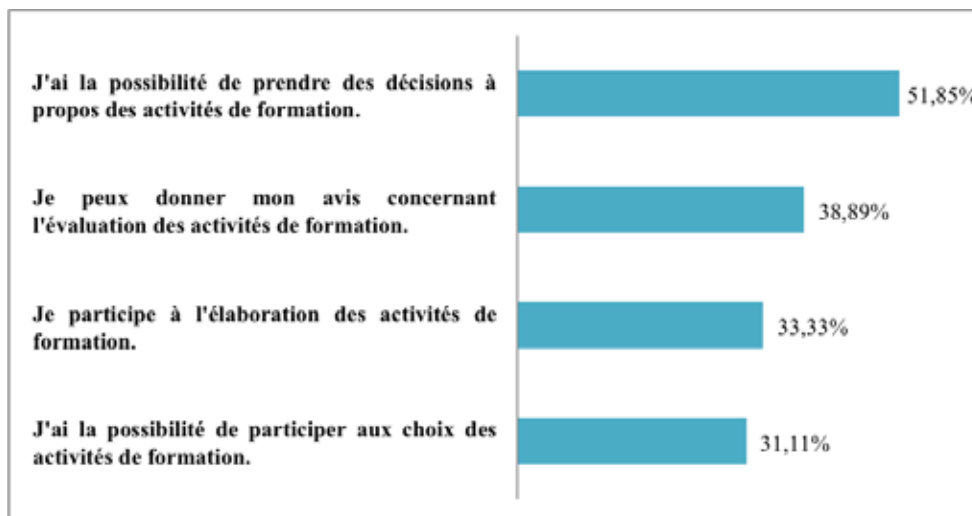 J'ai la possibilité de prendre des décisions à
propos des activités de formation.
51,85%
Je peux donner mon avis concernant
l'évaluation des activités de formation.
38,89%
Je participe à l'élaboration des activités de
formation.
33,33%
J'ai la possibilité de participer aux choix des
activités de formation.
31,11%